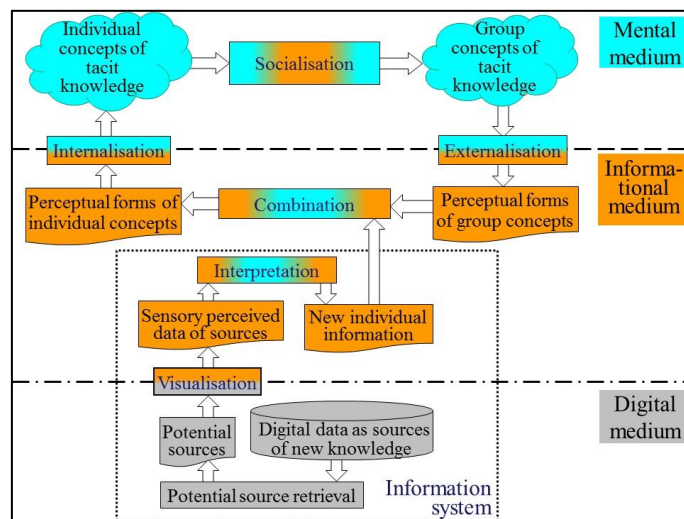 Individual
concepts of
tacit
knowledge
Socialisation
Group
concepts of
tacit
knowledge
Mental
medium
Internalisation
Externalisation
Informa-
tional
medium
Perceptual forms of
individual concepts
Combination
Perceptual forms
of group concepts
Interpretation
Sensory perceived
data of sources
New individual
information
Visualisation
Potential
sources
Digital data as sources
of new knowledge
Digital
medium
Potential source retrieval
Information
system